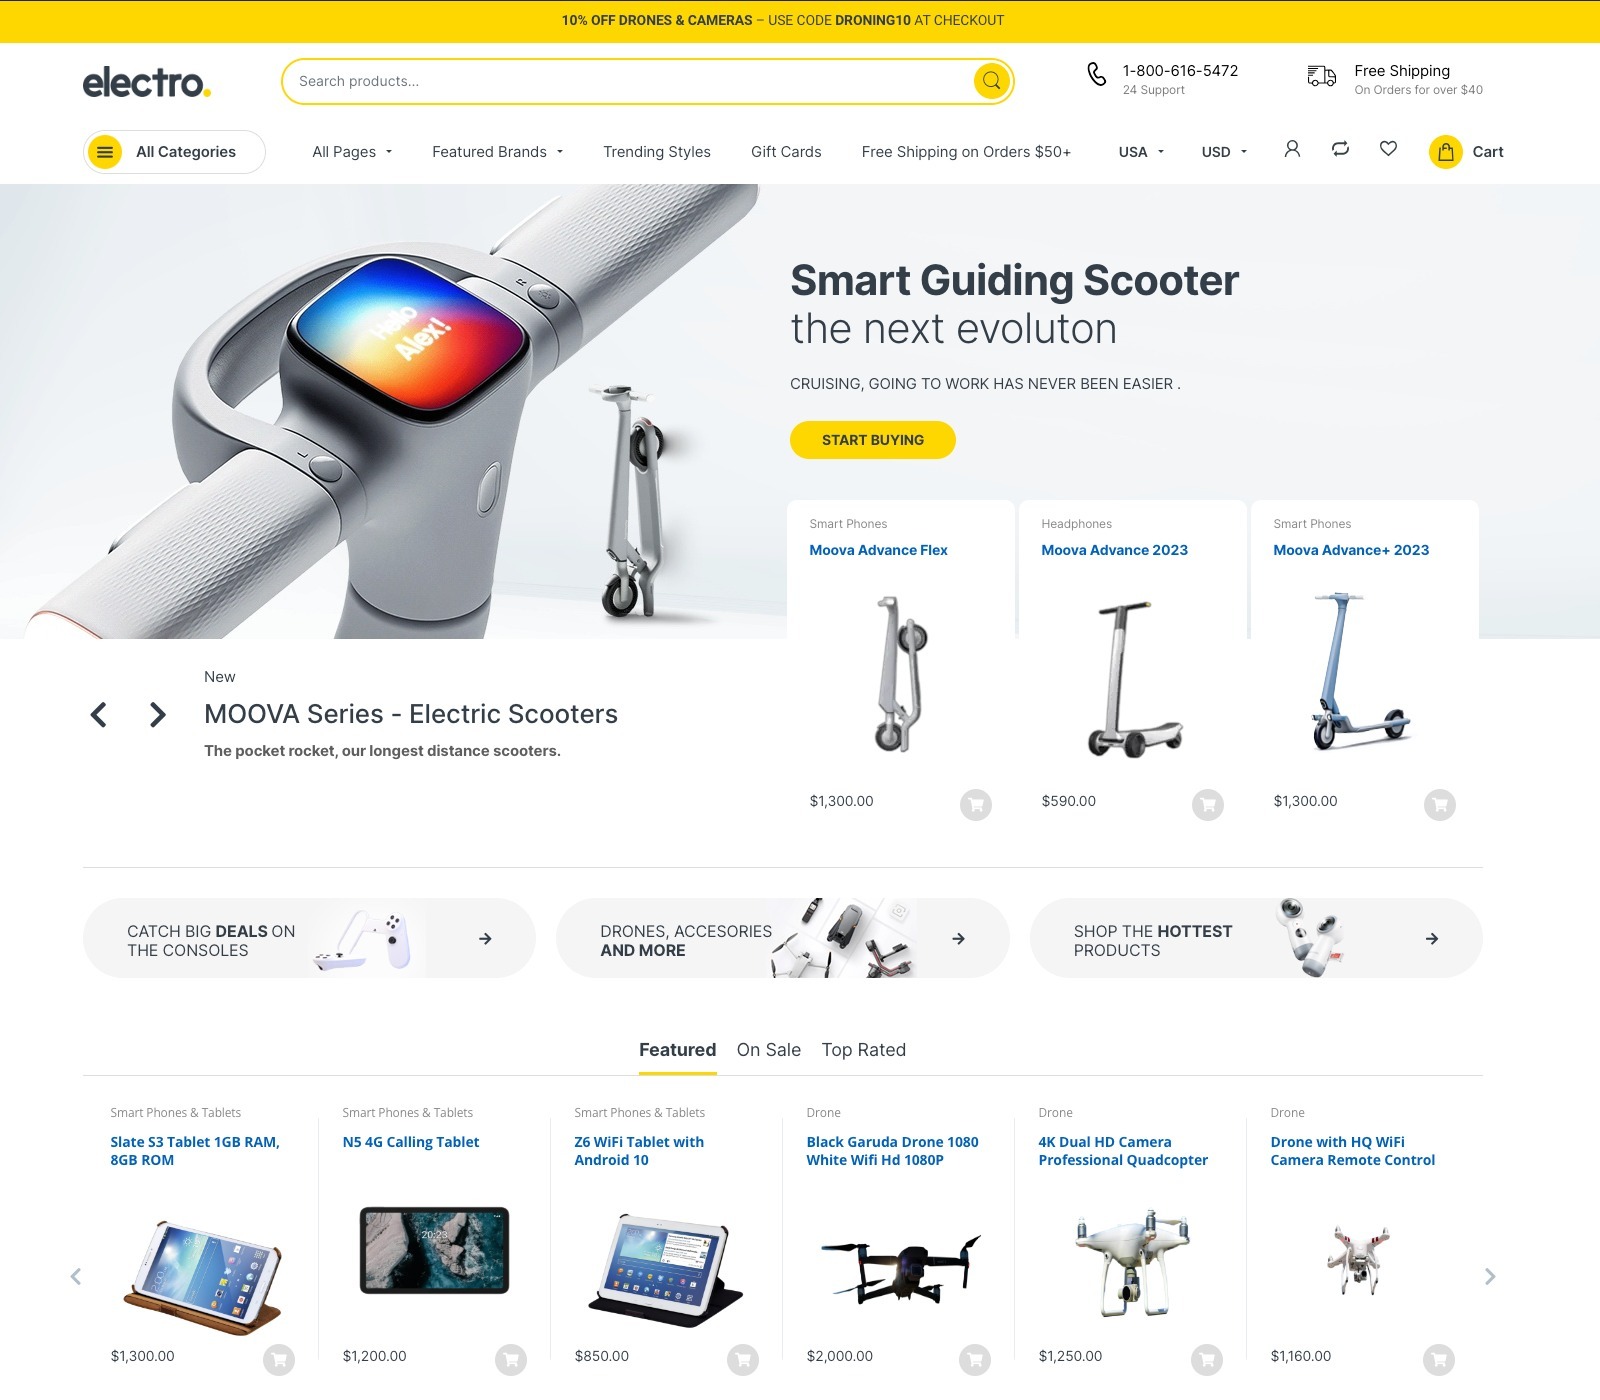 10% OFF DRONES & CAMERAS – USE CODE DRONING10 AT CHECKOUT
electro.
Search products...
1-800-616-5472
24 Support
Free Shipping
On Orders for over $40
All Categories
All Pages
Featured Brands
Trending Styles
Gift Cards
Free Shipping on Orders $50+
USA
USD
Cart
Hello
Alex!
R
L
Smart Guiding Scooter
the next evoluton
CRUISING, GOING TO WORK HAS NEVER BEEN EASIER .
START BUYING
Smart Phones
Moova Advance Flex
$1,300.00
Headphones
Moova Advance 2023
$590.00
Smart Phones
Moova Advance+ 2023
$1,300.00
New
MOOVA Series - Electric Scooters
The pocket rocket, our longest distance scooters.
CATCH BIG DEALS ON
THE CONSOLES
DRONES, ACCESORIES
AND MORE
SHOP THE HOTTEST
PRODUCTS
Featured
On Sale
Top Rated
Smart Phones & Tablets
Slate S3 Tablet 1GB RAM,
8GB ROM
$1,300.00
Smart Phones & Tablets
N5 4G Calling Tablet
20:23
$1,200.00
Smart Phones & Tablets
Z6 WiFi Tablet with
Android 10
$850.00
Drone
Black Garuda Drone 1080
White Wifi Hd 1080P
$2,000.00
Drone
4K Dual HD Camera
Professional Quadcopter
$1,250.00
Drone
Drone with HQ WiFi
Camera Remote Control
$1,160.00